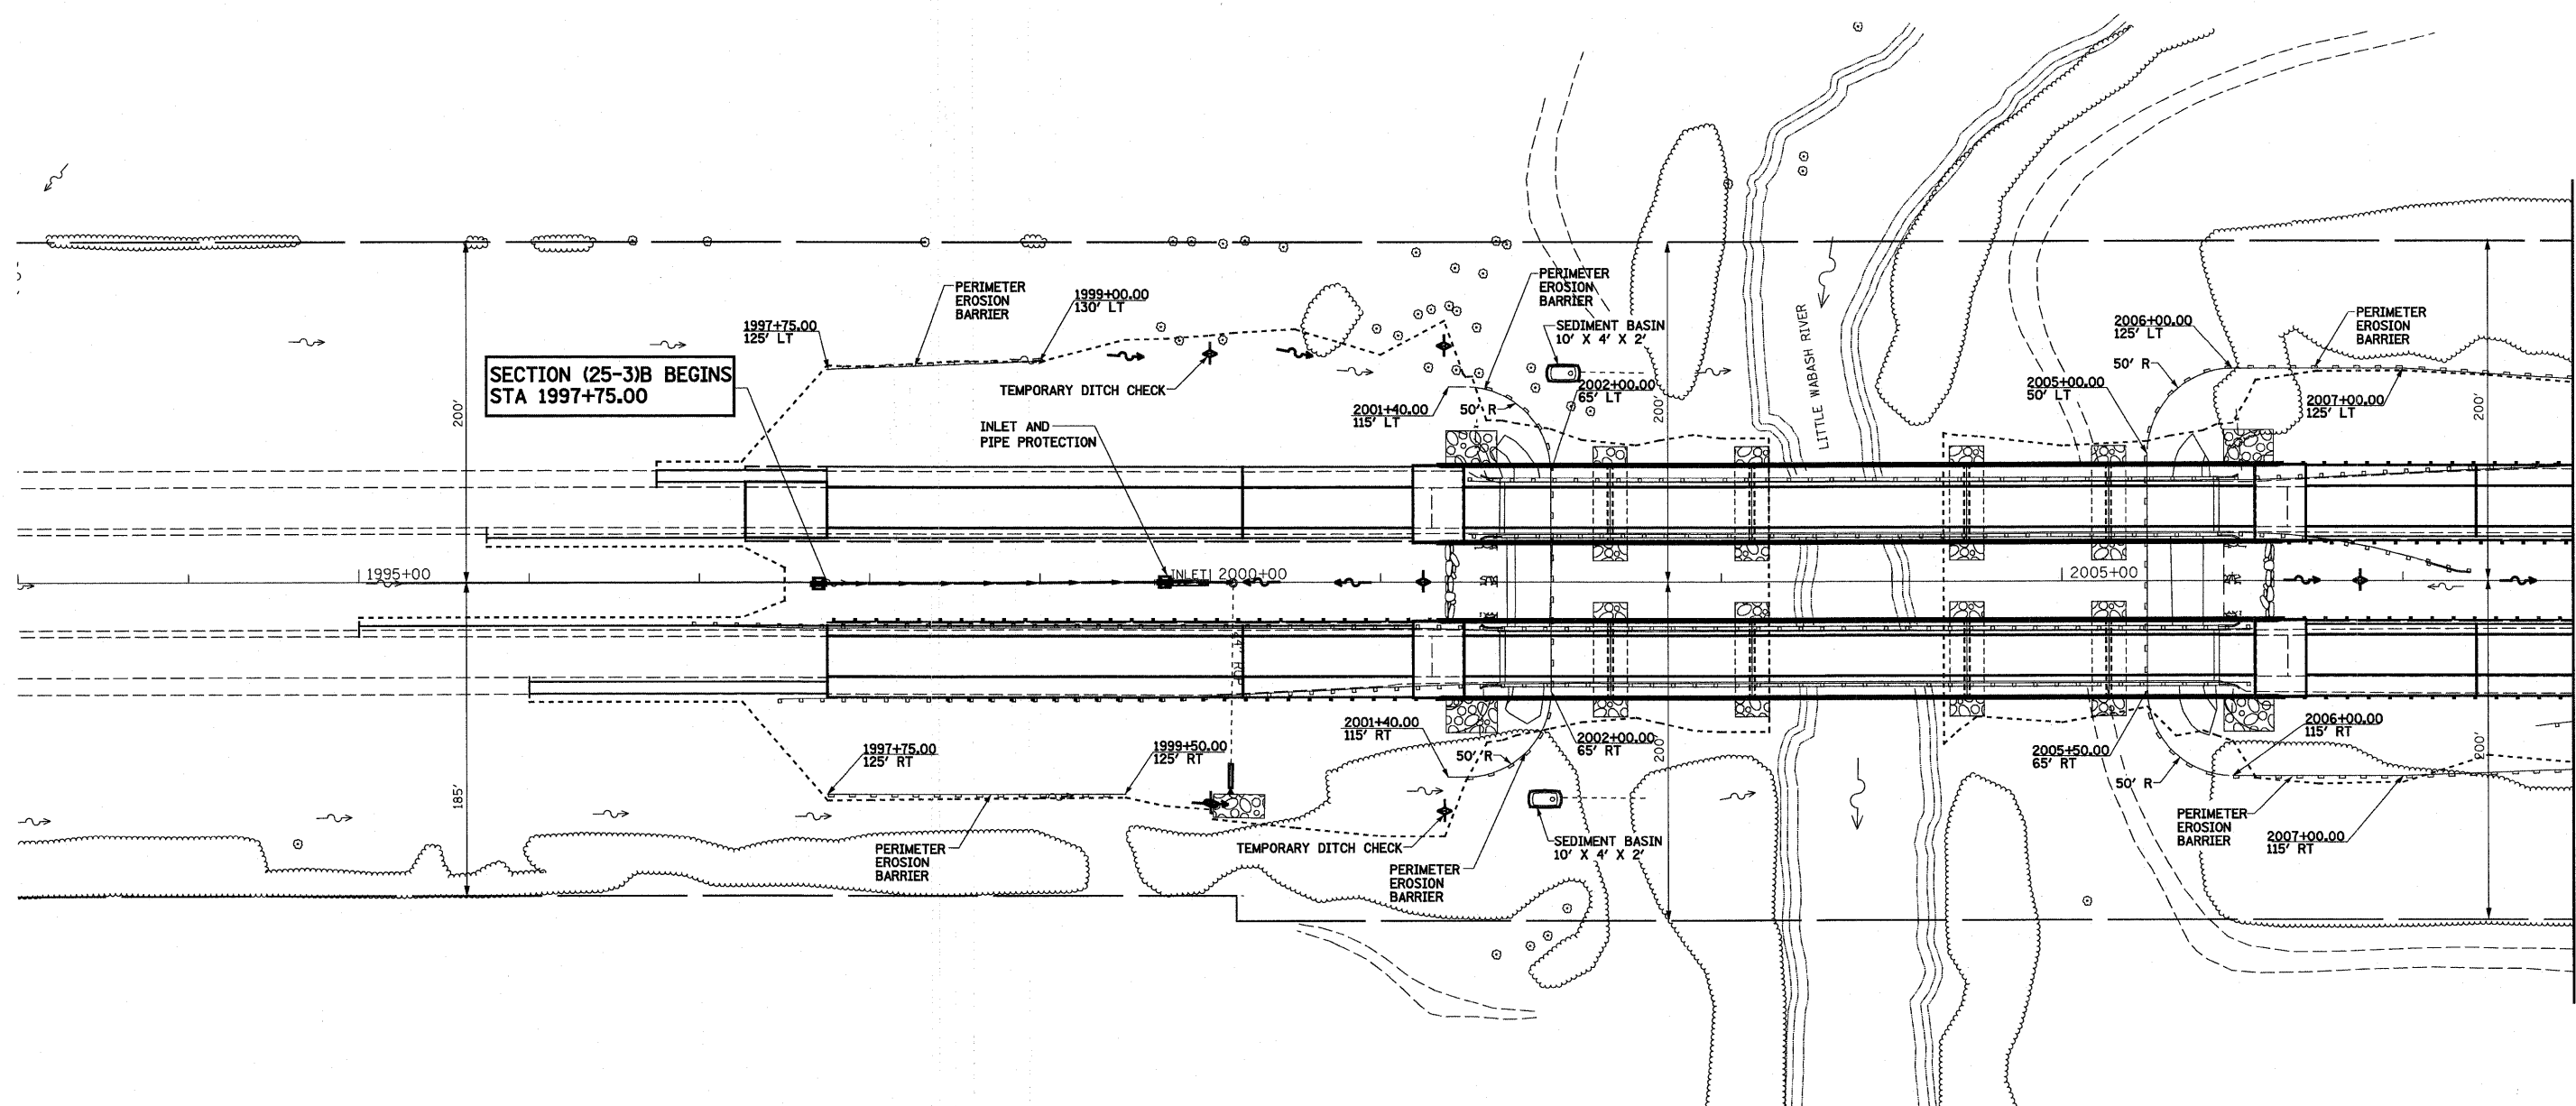 PERIMETER
EROSION
BARRIER
1999+00.00
130' LT
1997+75.00
125' LT
SECTION (25-3)B BEGINS
STA 1997+75.00
TEMPORARY DITCH CHECK
INLET AND
PIPE PROTECTION
200'
PERIMETER
EROSION
BARRIER
SEDIMENT BASIN
10' X 4' X 2'
2002+00.00
65' LT
50' R
2001+40.00
115' LT
200'
LITTLE WABASH RIVER
2006+00.00
125' LT
50' R
2005+00.00
50' LT
PERIMETER
EROSION
BARRIER
2007+00.00
125' LT
200'
1995+00
INLET
2000+00
2005+00
185'
1997+75.00
125' RT
1999+50.00
125' RT
PERIMETER
EROSION
BARRIER
2001+40.00
115' RT
50' R
2002+00.00
65' RT
200'
TEMPORARY DITCH CHECK
PERIMETER
EROSION
BARRIER
SEDIMENT BASIN
10' X 4' X 2'
2005+50.00
65' RT
50' R
2006+00.00
115' RT
200'
PERIMETER
EROSION
BARRIER
2007+00.00
115' RT